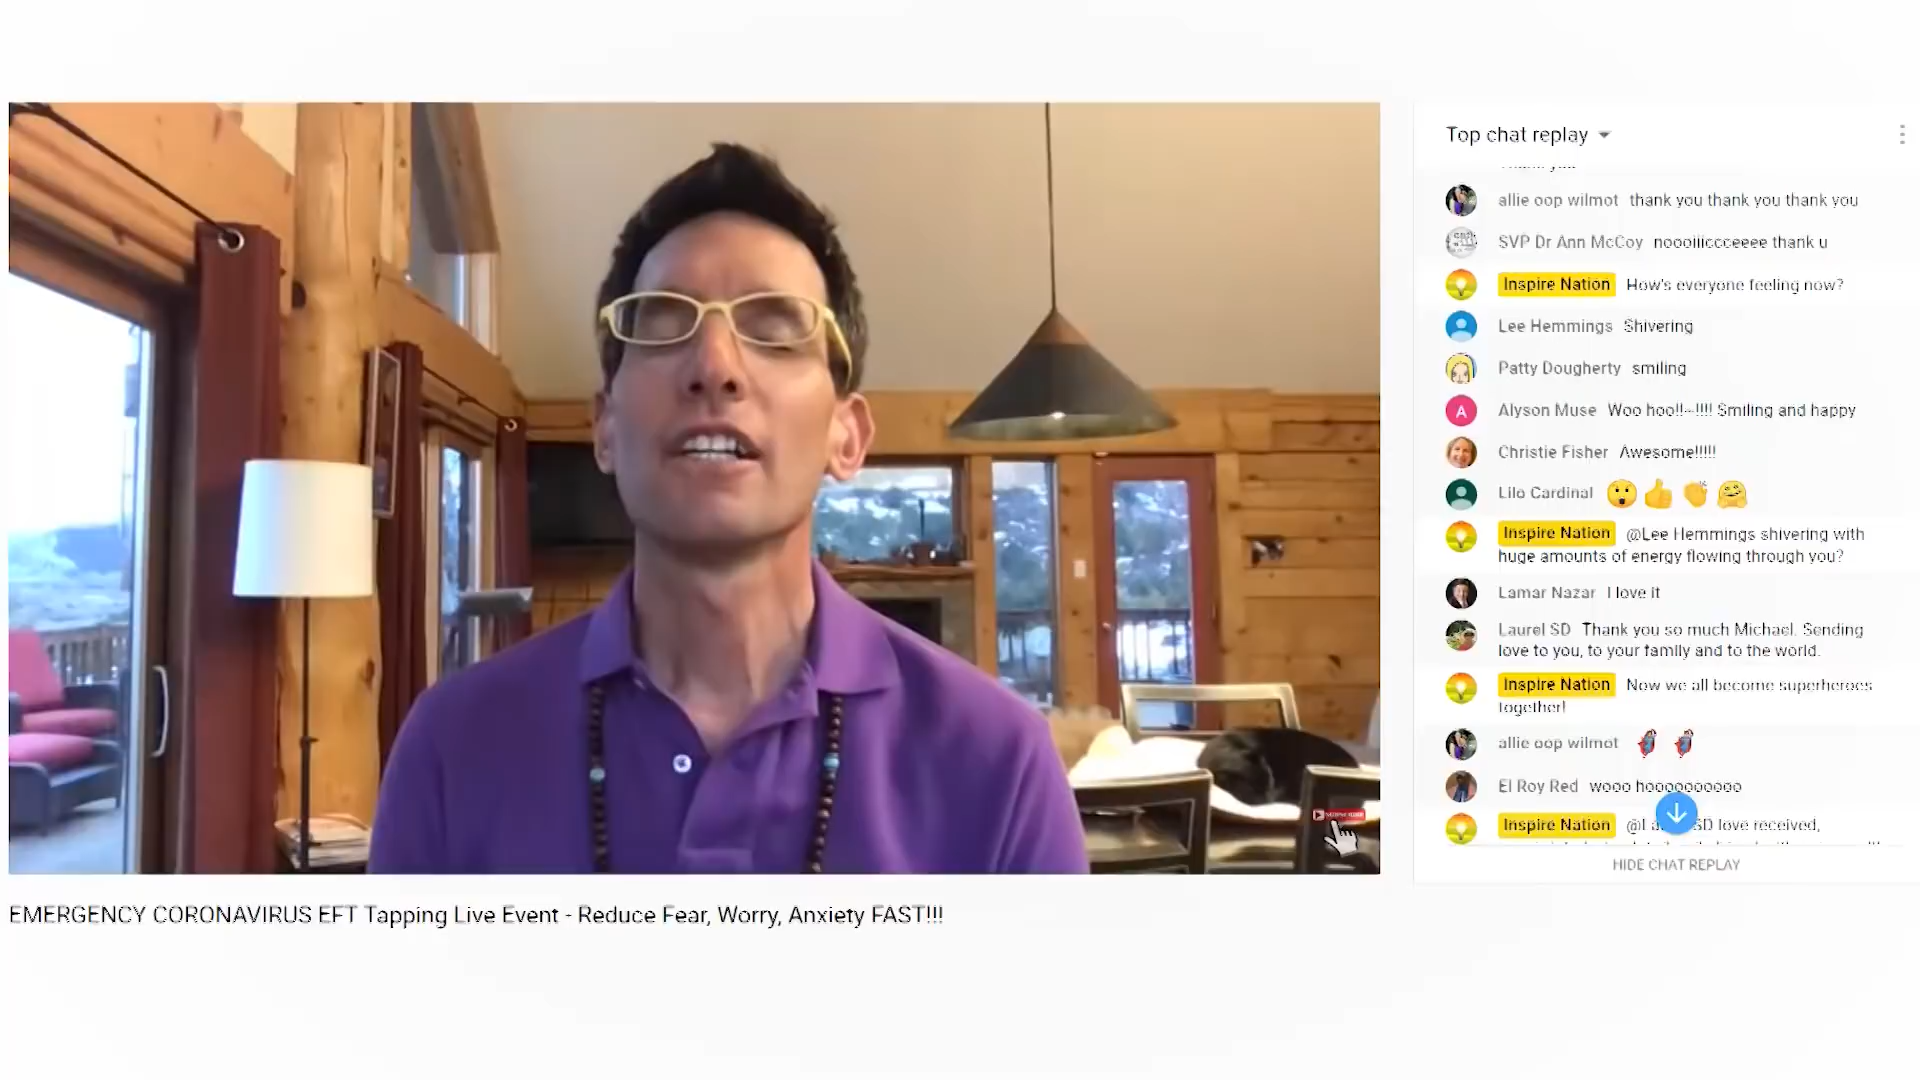 Top chat replay
allie oop wilmot thank you thank you thank you
SVP Dr Ann McCoy noooiiiccceeee thank u
Inspire Nation How's everyone feeling now?
Lee Hemmings Shivering
Patty Dougherty smiling
A Alyson Muse Woo hoo!!~!!!! Smiling and happy
Christie Fisher Awesome!!!!!
Lilo Cardinal
Inspire Nation @Lee Hemmings shivering with
huge amounts of energy flowing through you?
Lamar Nazar I love it
Laurel SD Thank you so much Michael. Sending
love to you, to your family and to the world.
Inspire Nation Now we all become superheroes
together!
allie oop wilmot
El Roy Red wooo hooooooooooo
Inspire Nation SD love received,
HIDE CHAT REPLAY
SUBSCRIBE
EMERGENCY CORONAVIRUS EFT Tapping Live Event - Reduce Fear, Worry, Anxiety FAST!!!